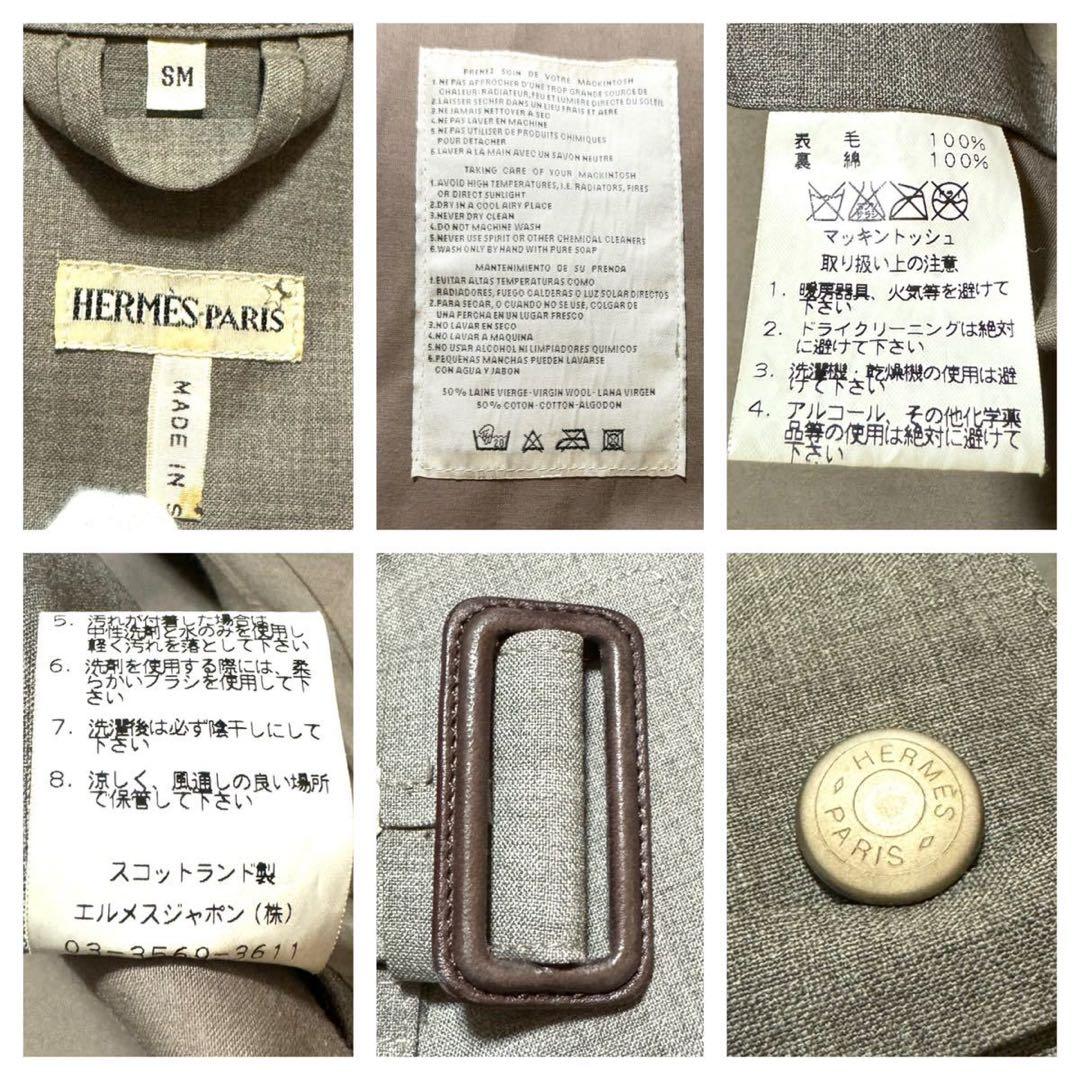 SM
HERMÈS-PARIS
MADE IN S
PRENEZ SOIN DE VOTRE MACKINTOSH
1.NE PAS APPROCHER D'UNE TROP GRANDE SOURCE DE
CHALEUR:RADIATEUR,FEU ET LUMIERE DIRECTE DU SOLEIL
2.LAISSER SECHER DANS UN LIEU FRAIS ET AERE
3.NE JAMAIS NETTOYER A SEC
4.NE PAS LAVER EN MACHINE
5.NE PAS UTILISER DE PRODUITS CHIMIQUES
POUR DETACHER
6.LAVER A LA MAIN AVEC UN SAVON NEUTRE
TAKING CARE OF YOUR MACKINTOSH
1.AVOID HIGH TEMPERATURES, I.E. RADIATORS, FIRES
OR DIRECT SUNLIGHT
2.DRY IN A COOL AIRY PLACE
3.NEVER DRY CLEAN
4.DO NOT MACHINE WASH
5.NEVER USE SPIRIT OR OTHER CHEMICAL CLEANERS
6.WASH ONLY BY HAND WITH PURE SOAP
MANTENIMIENTO DE SU PRENDA
1.EVITAR ALTAS TEMPERATURAS COMO
RADIADORES, FUEGO CALDERAS O LUZ SOLAR DIRECTOS
2.PARA SECAR, O CUANDO NO SE USE, COLGAR DE
UNA PERCHA EN UN LUGAR FRESCO
3.NO LAVAR EN SECO
4.NO LAVAR A MAQUINA
5.NO USAR ALCOHOL NI LIMPIADORES QUIMICOS
6.PEQUENAS MANCHAS PUEDEN LAVARSE
CON AGUA Y JABON
50% LAINE VIERGE-VIRGIN WOOL-LANA VIRGEN
50% COTON-COTTON-ALGODON
20
表 毛 100%
裏 綿 100%
マッキントッシュ
取り扱い上の注意
1. 暖房器具、火気等を避けて
下さい
2. ドライクリーニングは絶対
に避けて下さい
3. 洗濯機・乾燥機の使用は避
けて下さい
4. アルコール、その他化学薬
品等の使用は絶対に避けて
下さい
5. 汚れが付着した場合は
中性洗剤と水のみを使用し
軽く汚れを落として下さい
6. 洗剤を使用する際には、柔
らかいブラシを使用して下
さい
7. 洗濯後は必ず陰干しにして
下さい
8. 涼しく、風通しの良い場所
で保管して下さい
スコットランド製
エルメスジャポン(株)
03-3569-3611
HERMÈS
PARIS